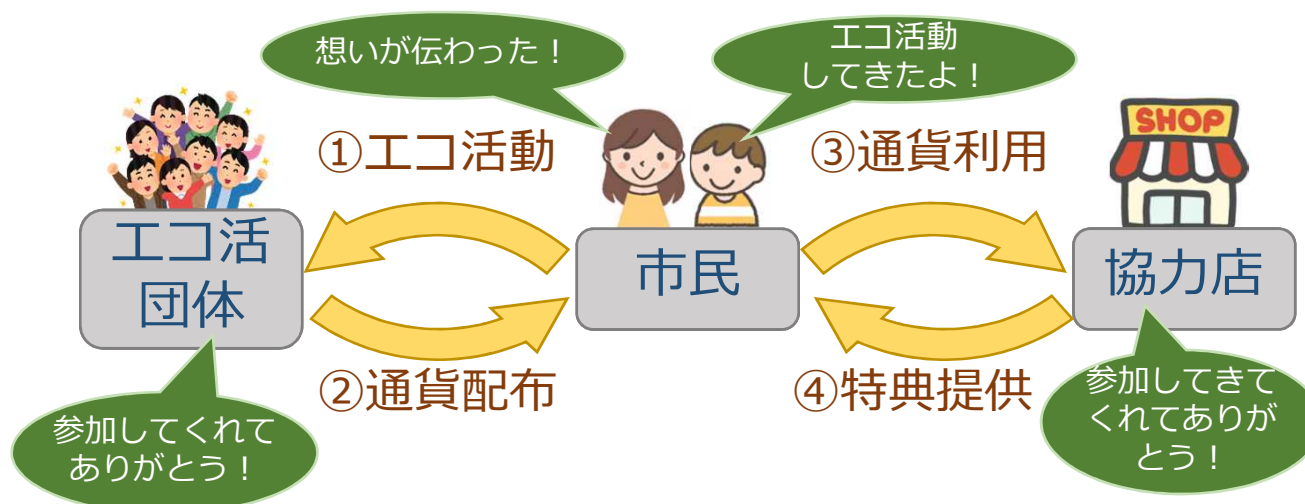 想いが伝わった！
エコ活動
してきたよ！
SHOP
①エコ活動
③通貨利用
エコ活
団体
市民
協力店
②通貨配布
④特典提供
参加してくれて
ありがとう！
参加してきて
くれてありが
とう！